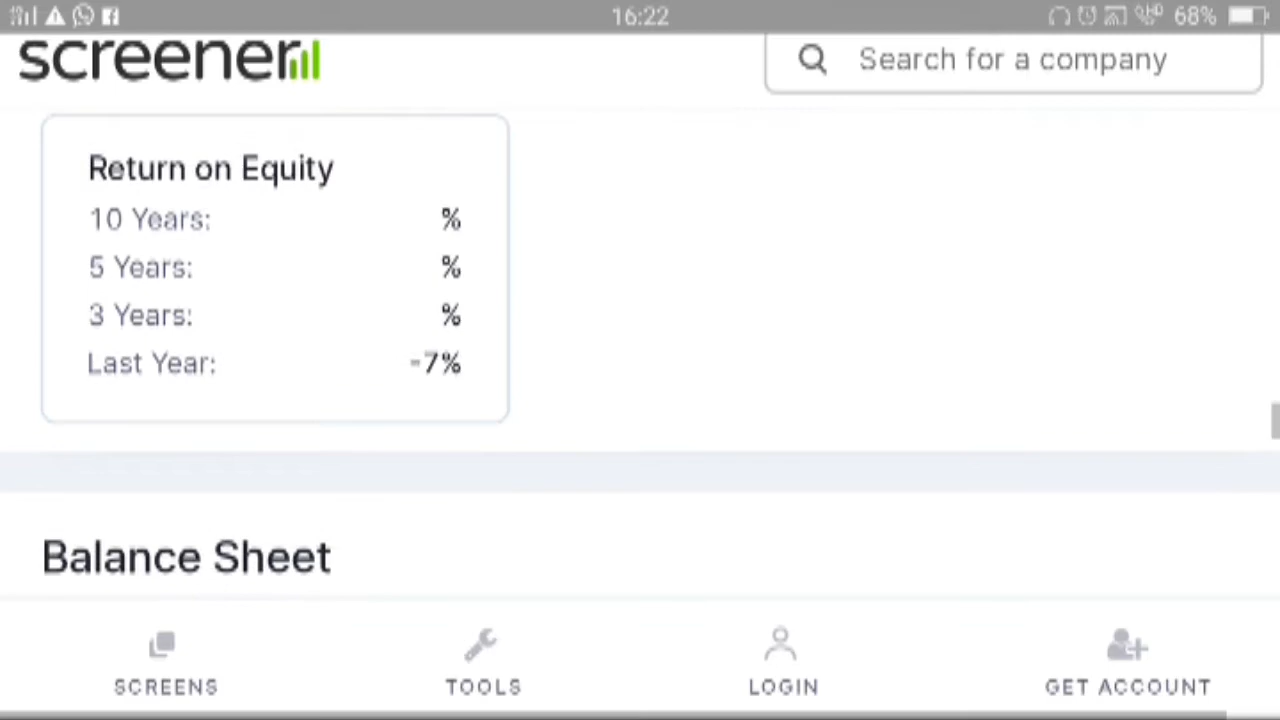 16:22
68%
screener
Search for a company
Return on Equity
10 Years: %
5 Years: %
3 Years: %
Last Year: -7%
Balance Sheet
SCREENS
TOOLS
LOGIN
GET ACCOUNT